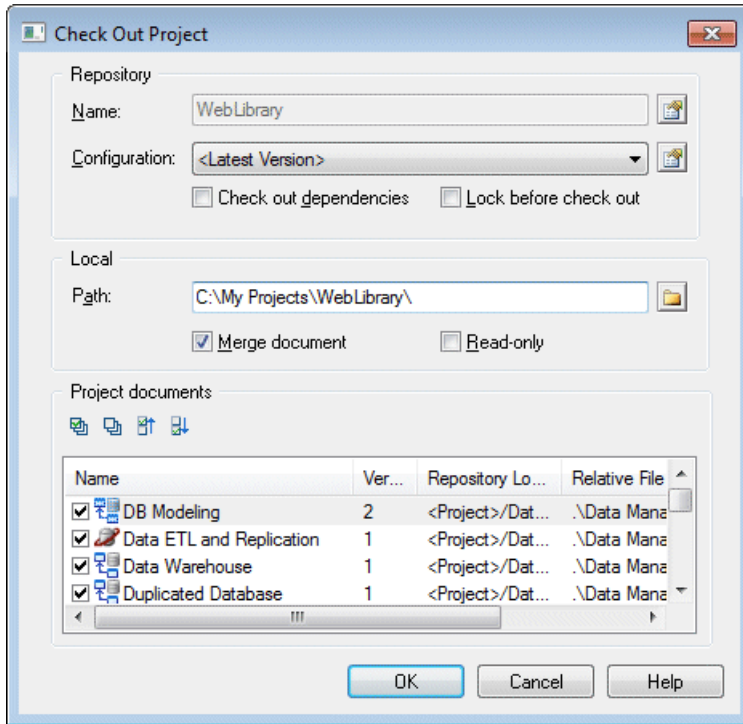 Check Out Project
Repository
Name: WebLibrary
Configuration: <Latest Version>
Check out dependencies Lock before check out
Local
Path: C:\My Projects\WebLibrary\
Merge document Read-only
Project documents
Name Ver... Repository Lo... Relative File
DB Modeling 2 <Project>/Dat... .\Data Mana
Data ETL and Replication 1 <Project>/Dat... .\Data Mana
Data Warehouse 1 <Project>/Dat... .\Data Mana
Duplicated Database 1 <Project>/Dat... .\Data Mana
OK Cancel Help